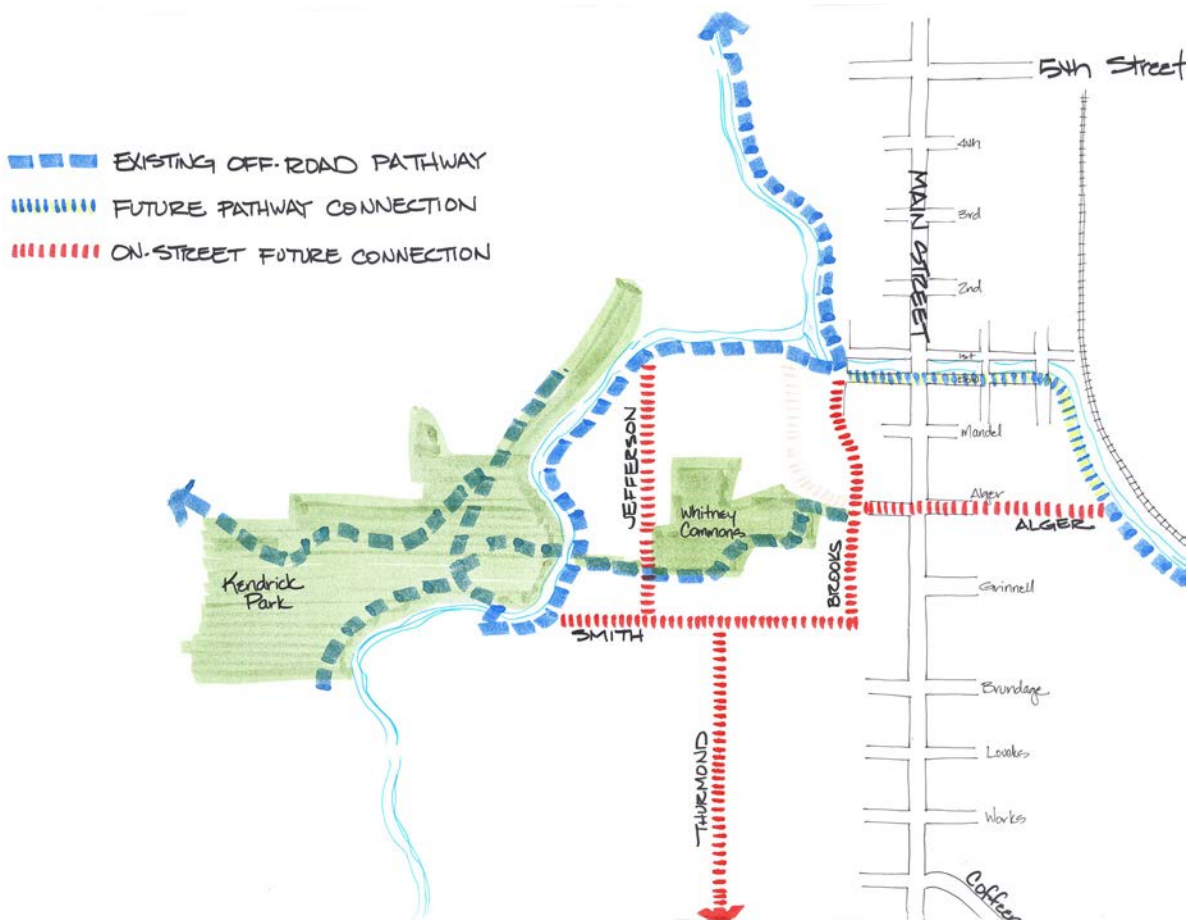 5th Street
EXISTING OFF-ROAD PATHWAY
FUTURE PATHWAY CONNECTION
ON-STREET FUTURE CONNECTION
4th
3rd
MAIN STREET
2nd
1st
Mandel
JEFFERSON
Whitney
Commons
Alger
ALGER
BROOKS
Kendrick
Park
Grinnell
SMITH
Brundage
THURMOND
Works